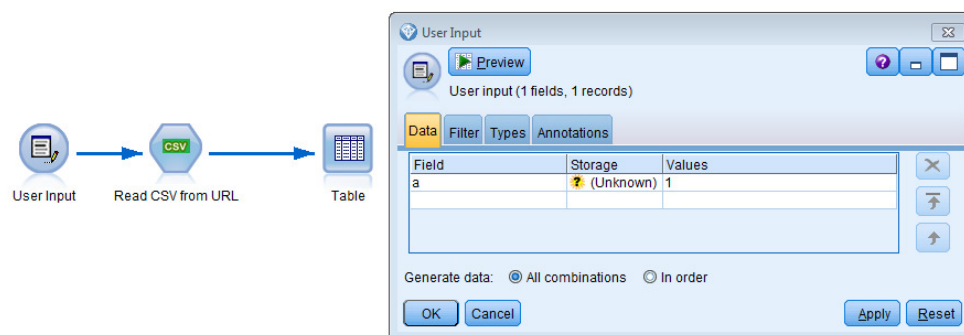 User Input
Preview
User input (1 fields, 1 records)
Data Filter Types Annotations
Field Storage Values
a ? (Unknown) 1
Generate data: All combinations In order
OK Cancel Apply Reset
CSV
User Input Read CSV from URL Table